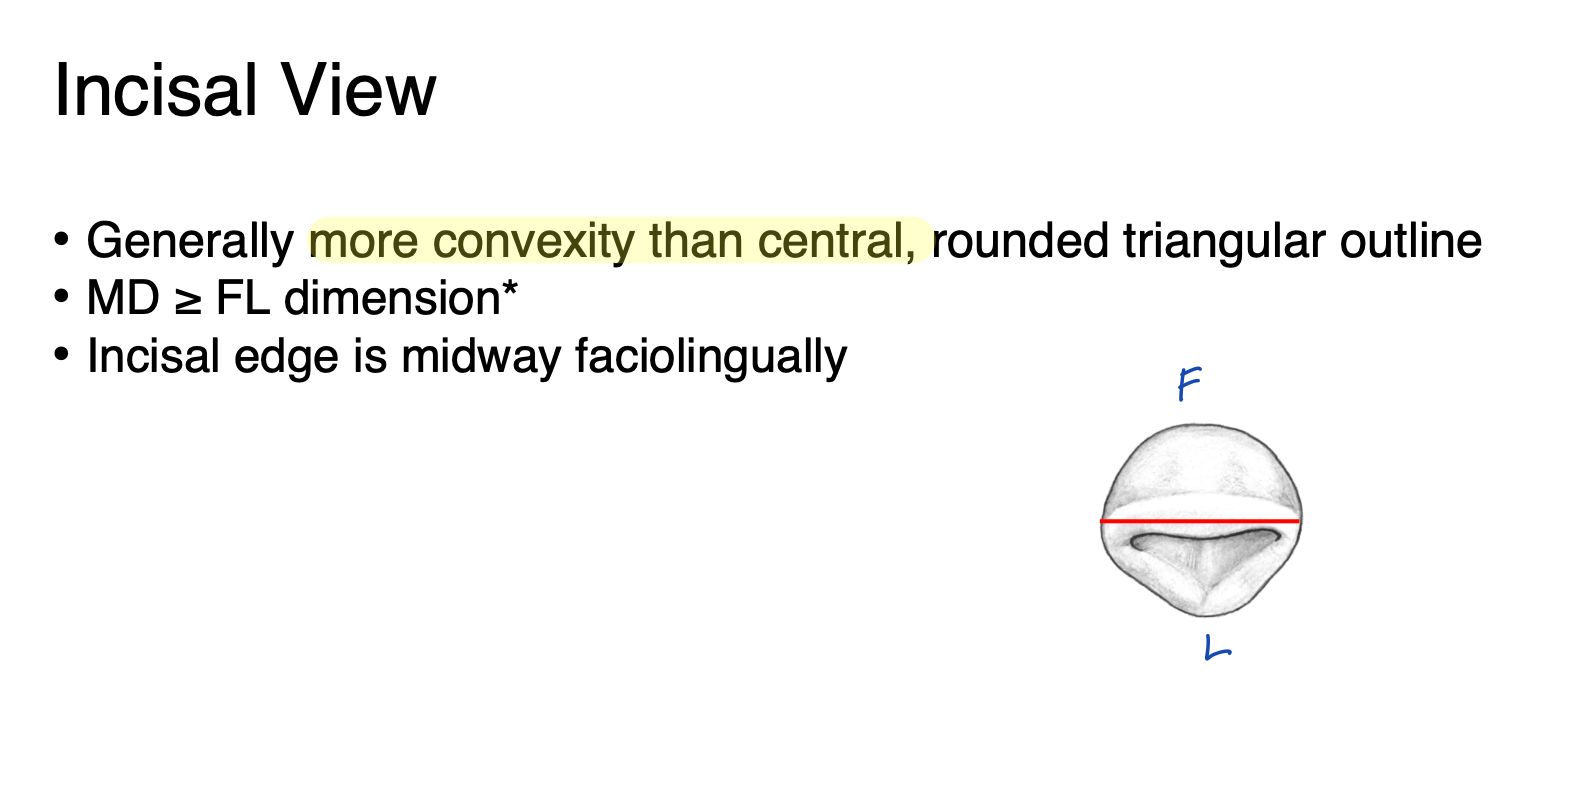 Incisal View
• Generally more convexity than central, rounded triangular outline
• MD ≥ FL dimension*
• Incisal edge is midway faciolingually
F
L